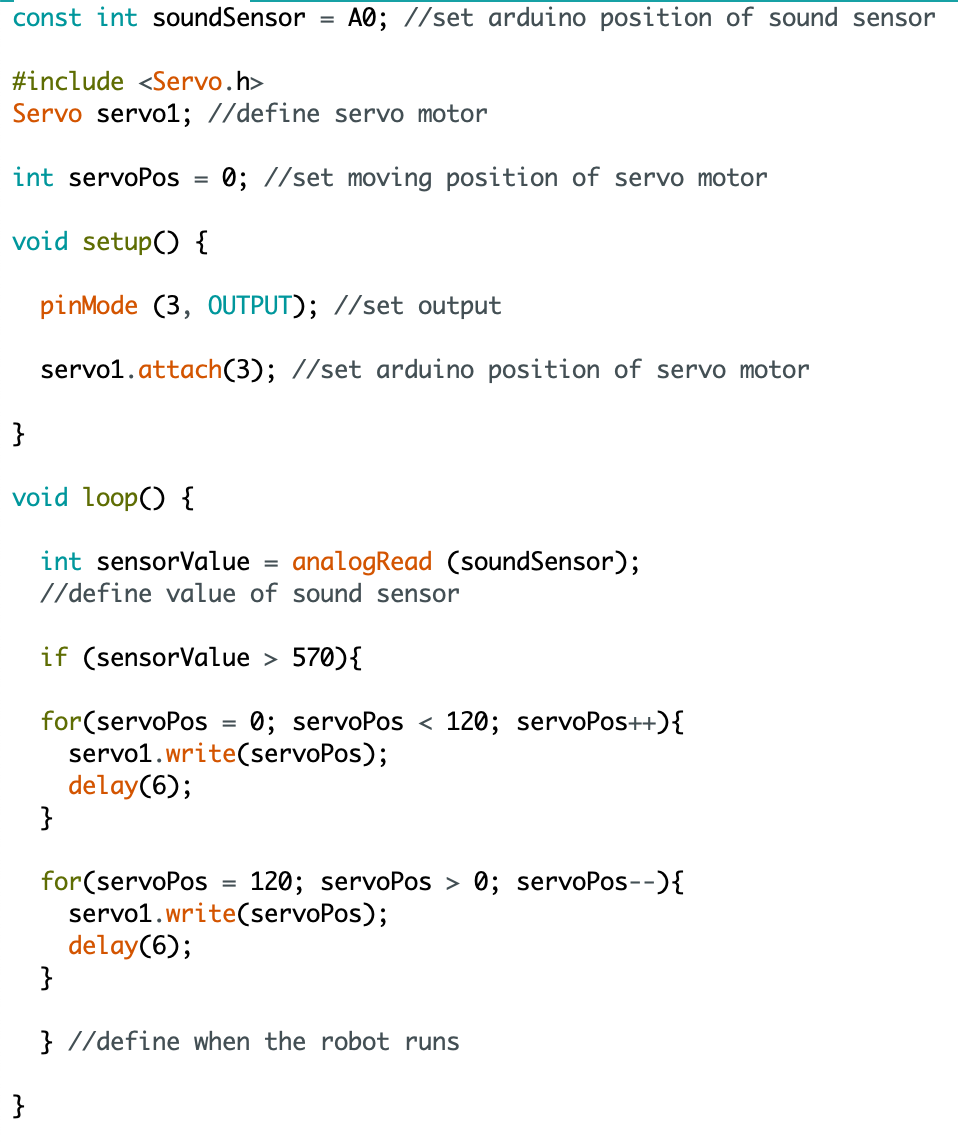 const int soundSensor = A0; //set arduino position of sound sensor
#include <Servo.h>
Servo servo1; //define servo motor
int servoPos = 0; //set moving position of servo motor
void setup() {
pinMode (3, OUTPUT); //set output
servo1.attach(3); //set arduino position of servo motor
}
void loop() {
int sensorValue = analogRead (soundSensor);
//define value of sound sensor
if (sensorValue > 570){
for(servoPos = 0; servoPos < 120; servoPos++){
servo1.write(servoPos);
delay(6);
}
for(servoPos = 120; servoPos > 0; servoPos--){
servo1.write(servoPos);
delay(6);
}
} //define when the robot runs
}